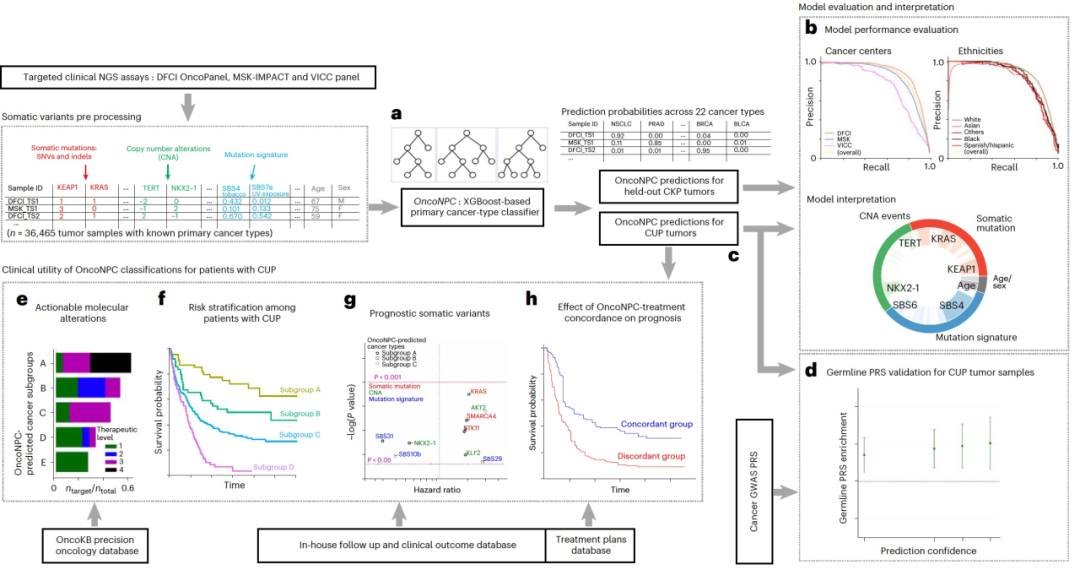 Targeted clinical NGS assays : DFCI OncoPanel, MSK-IMPACT and VICC panel
Somatic variants pre processing
Somatic mutations: SNVs and indels
Copy number alterations (CNA)
Mutation signature
Sample ID KEAP1 KRAS ... TERT NKX2-1 ... SBS4 tobacco SBS7a UV exposure ... Age Sex
DFCI_TS1 1 1 ... −2 0 ... 0.432 0.012 ... 67 M
MSK_TS1 3 0 ... -1 2 ... 0.101 0.133 ... 75 F
DFCI_TS2 2 1 ... 2 -1 ... 0.670 0.542 ... 59 F
...
(n = 36,465 tumor samples with known primary cancer types)
a
OncoNPC : XGBoost-based primary cancer-type classifier
Prediction probabilities across 22 cancer types
Sample ID NSCLC PRAD ... BRCA BLCA
DFCI_TS1 0.92 0.00 ... 0.04 0.00
MSK_TS1 0.11 0.85 ... 0.00 0.01
DFCI_TS2 0.01 0.01 ... 0.95 0.00
...
OncoNPC predictions for held-out CKP tumors
OncoNPC predictions for CUP tumors
Model evaluation and interpretation
b Model performance evaluation
Cancer centers
1.0
Precision
DFCI
MSK
VICC
(overall)
Recall
1.0
Ethnicities
1.0
Precision
White
Asian
Others
Black
Spanish/hispanic
(overall)
Recall
1.0
Model interpretation
CNA events
Somatic mutation
TERT
KRAS
KEAP1
Age
Age/sex
NKX2-1
SBS6
SBS4
Mutation signature
c
Cancer GWAS PRS
d Germline PRS validation for CUP tumor samples
Germline PRS enrichment
Prediction confidence
Clinical utility of OncoNPC classifications for patients with CUP
e
Actionable molecular alterations
OncoNPC-predicted cancer subgroups
A
B
C
D
E
Therapeutic level
1
2
3
4
0 ntarget/ntotal 0.6
OncoKB precision oncology database
f
Risk stratification among patients with CUP
Survival probability
Subgroup A
Subgroup B
Subgroup C
Subgroup D
Time
g
Prognostic somatic variants
OncoNPC-predicted cancer types
Subgroup A
Subgroup B
Subgroup C
P < 0.001
Somatic mutation
CNA
Mutation signature
−Log(P value)
KRAS
AKT2
SMARCA4
STK11
SBS31
NKX2-1
SBS10b
KLF2
SBS29
P < 0.05
Hazard ratio
In-house follow up and clinical outcome database
h
Effect of OncoNPC-treatment concordance on prognosis
Survival probability
Concordant group
Discordant group
Time
Treatment plans database